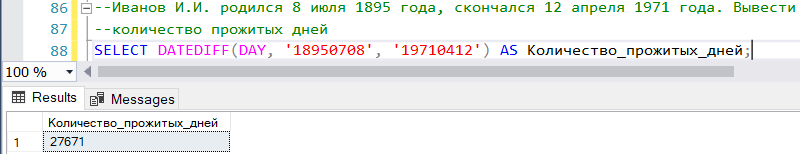 86 --Иванов И.И. родился 8 июля 1895 года, скончался 12 апреля 1971 года. Вывести
87 --количество прожитых дней
88 SELECT DATEDIFF(DAY, '18950708', '19710412') AS Количество_прожитых_дней;
100 %
Results Messages
Количество_прожитых_дней
1 27671